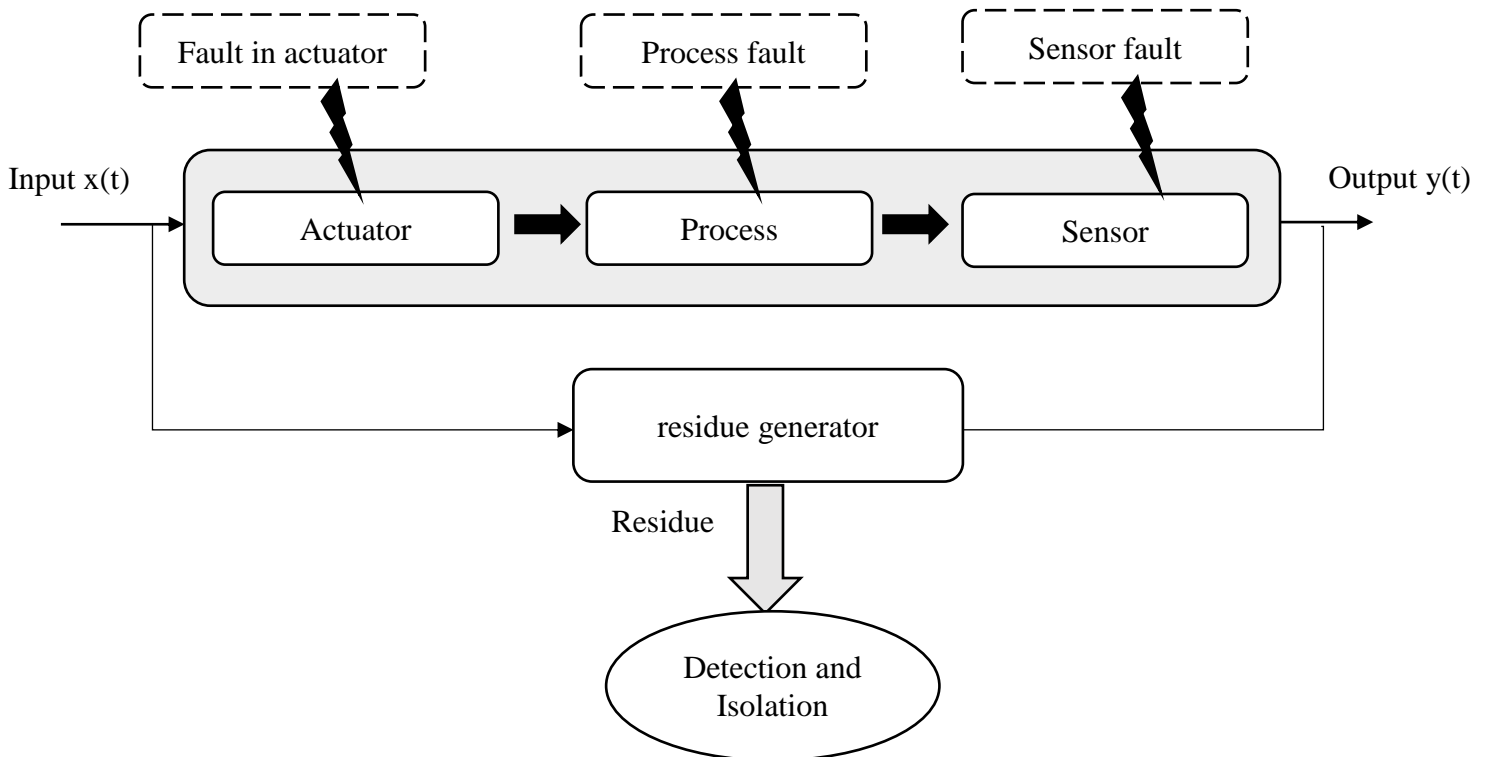 Fault in actuator
Process fault
Sensor fault
Input x(t)
Output y(t)
Actuator
Process
Sensor
residue generator
Residue
Detection and
Isolation